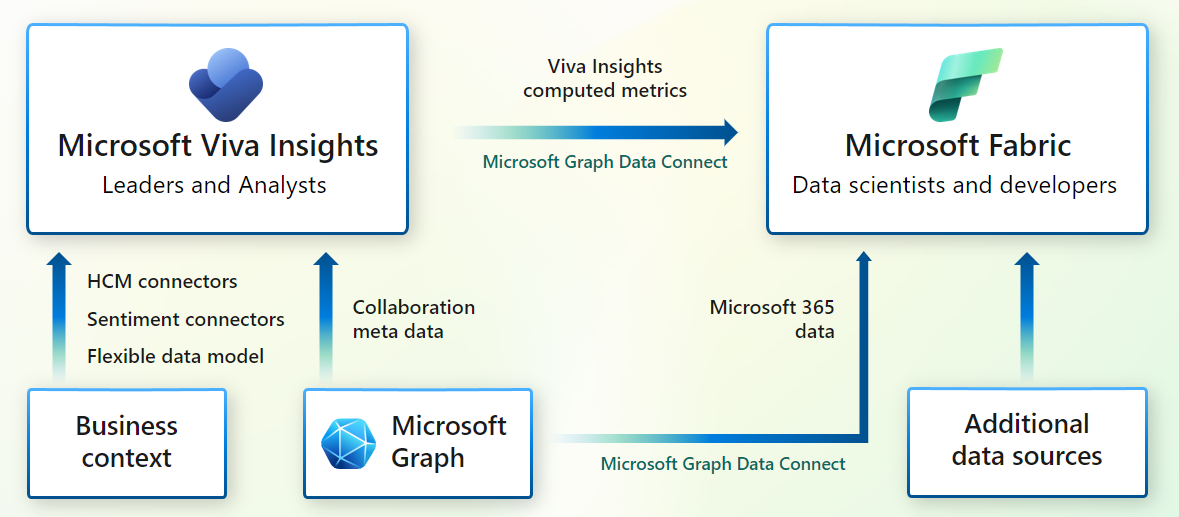 Microsoft Viva Insights
Leaders and Analysts
Viva Insights
computed metrics
Microsoft Graph Data Connect
Microsoft Fabric
Data scientists and developers
HCM connectors
Sentiment connectors
Flexible data model
Collaboration
meta data
Microsoft 365
data
Business
context
Microsoft
Graph
Microsoft Graph Data Connect
Additional
data sources